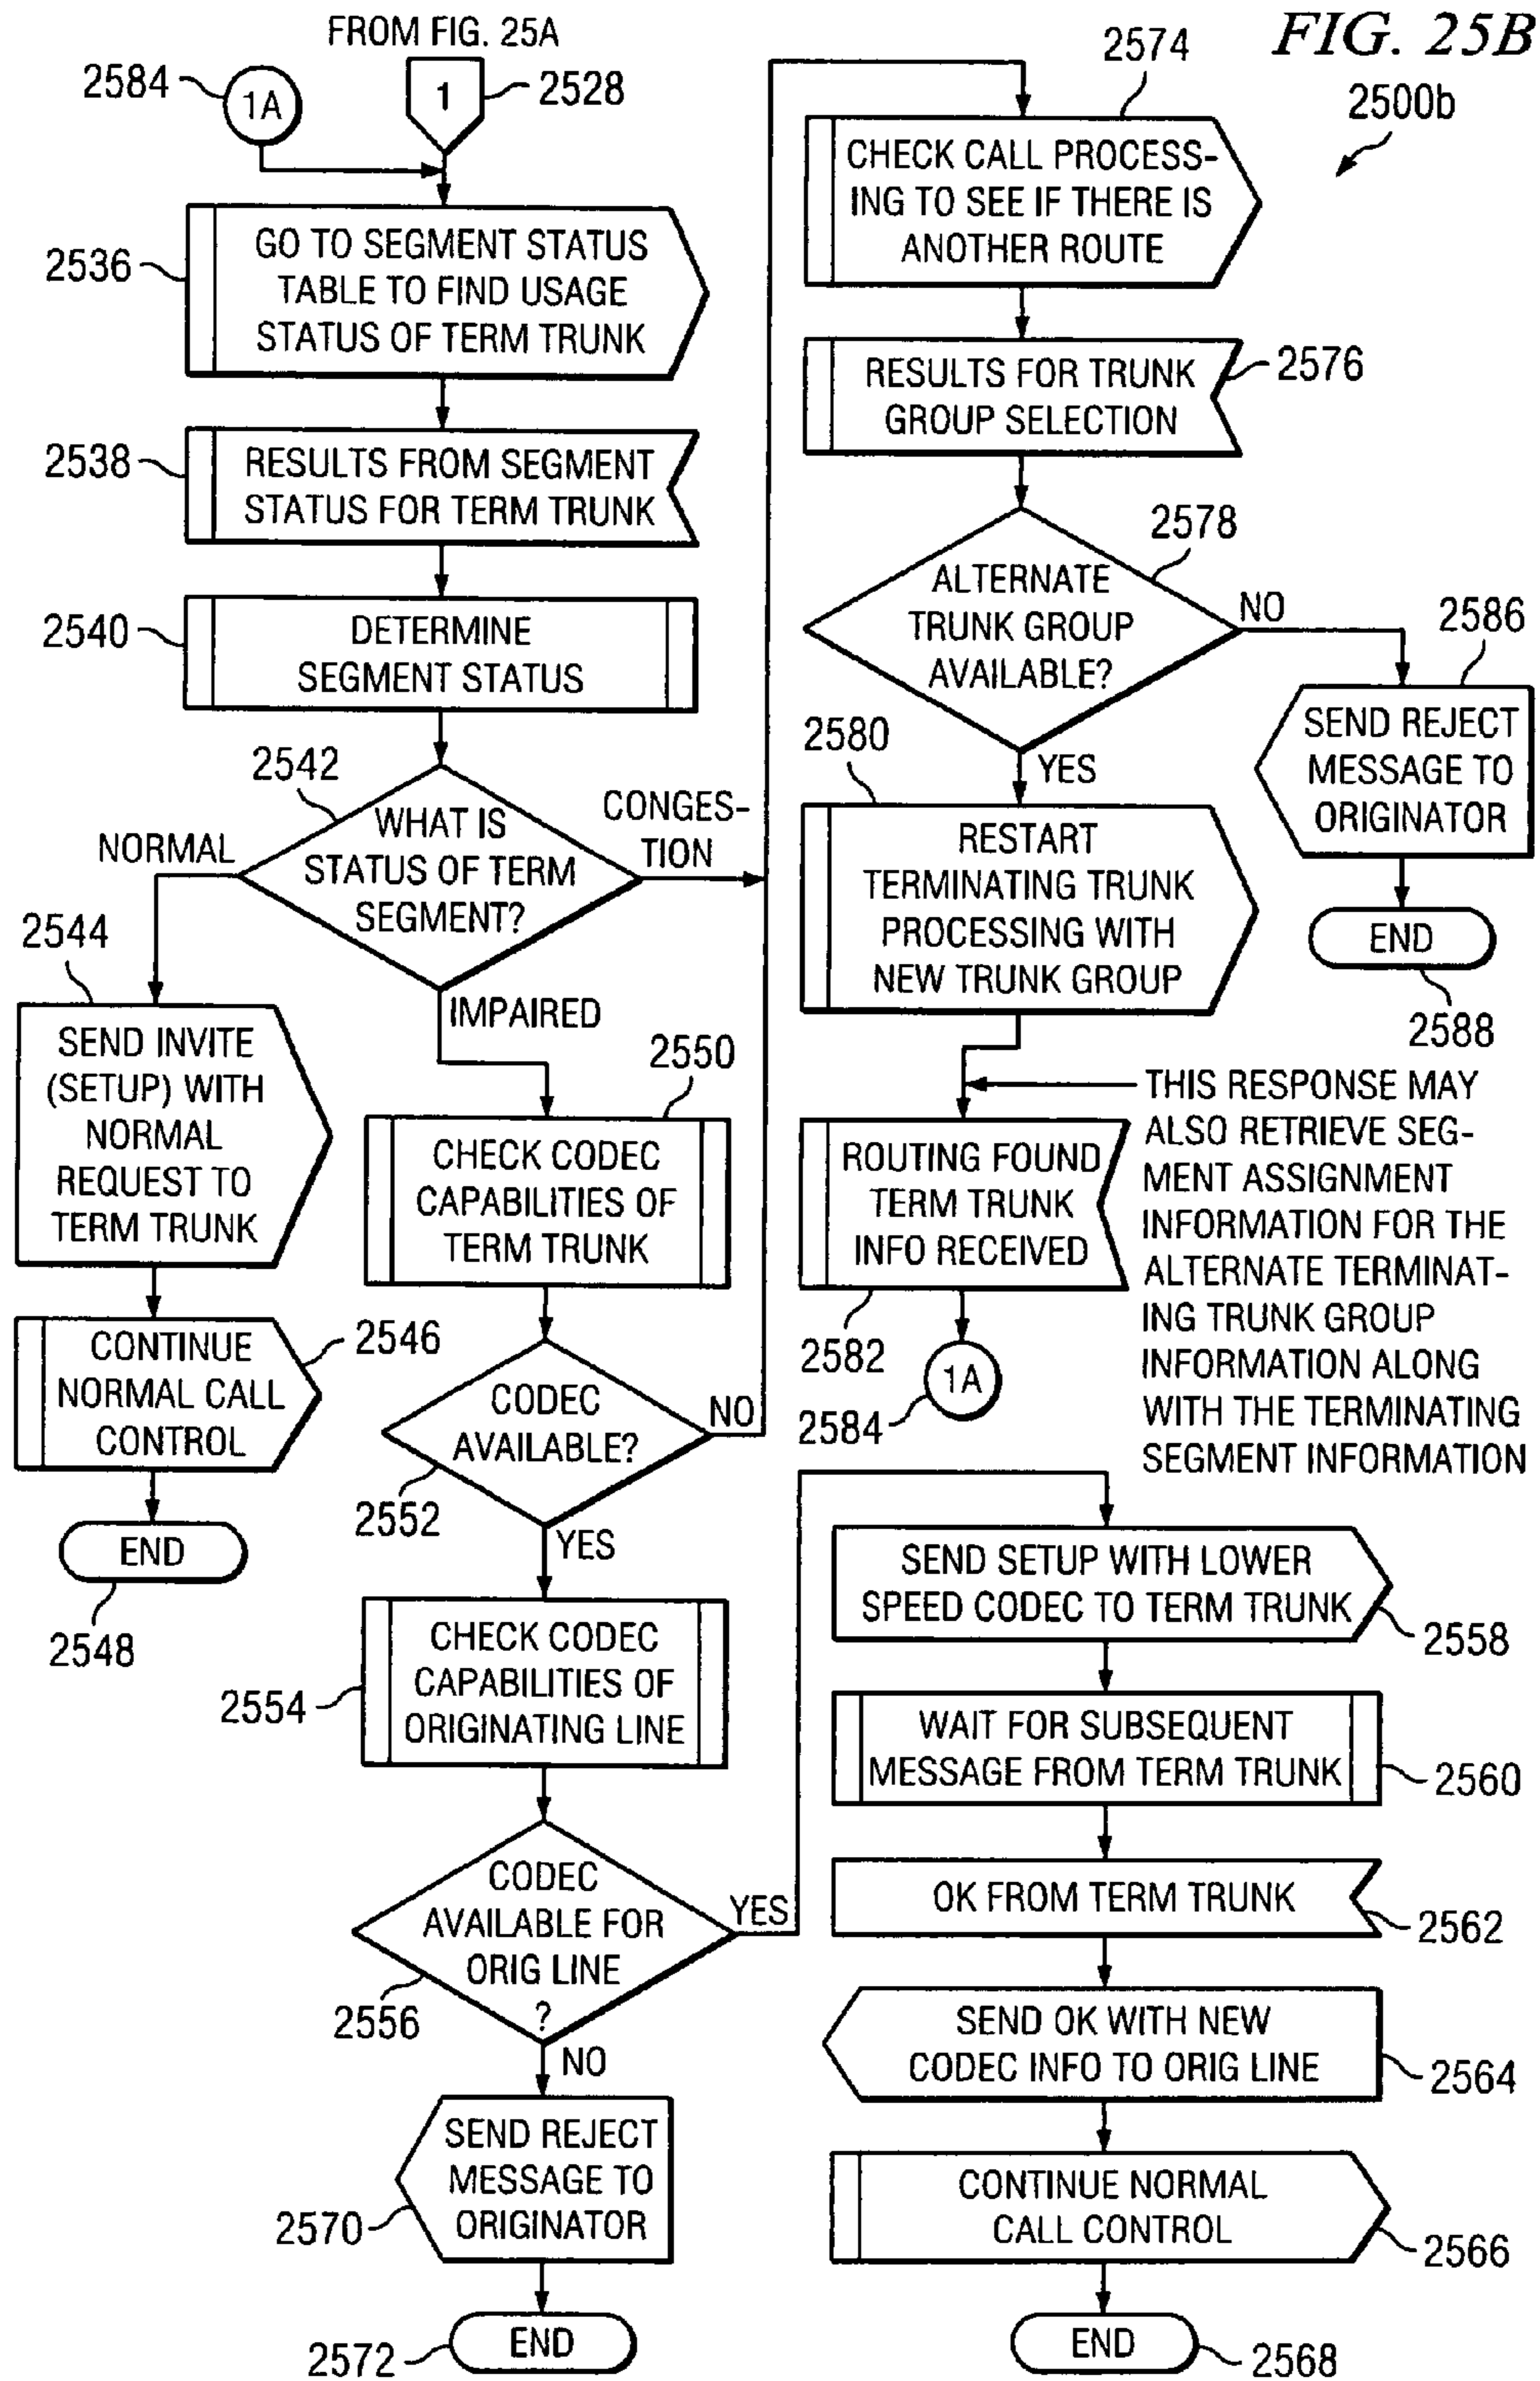 FIG. 25B
2500b
FROM FIG. 25A
2584
1A
1
2528
2536
GO TO SEGMENT STATUS
TABLE TO FIND USAGE
STATUS OF TERM TRUNK
2538
RESULTS FROM SEGMENT
STATUS FOR TERM TRUNK
2540
DETERMINE
SEGMENT STATUS
2542
WHAT IS
STATUS OF TERM
SEGMENT?
NORMAL
CONGES-
TION
IMPAIRED
2544
SEND INVITE
(SETUP) WITH
NORMAL
REQUEST TO
TERM TRUNK
2546
CONTINUE
NORMAL CALL
CONTROL
END
2548
2550
CHECK CODEC
CAPABILITIES OF
TERM TRUNK
CODEC
AVAILABLE?
NO
2552
YES
CHECK CODEC
CAPABILITIES OF
ORIGINATING LINE
2554
CODEC
AVAILABLE FOR
ORIG LINE
?
YES
2556
NO
SEND REJECT
MESSAGE TO
ORIGINATOR
2570
END
2572
2574
CHECK CALL PROCESS-
ING TO SEE IF THERE IS
ANOTHER ROUTE
RESULTS FOR TRUNK
GROUP SELECTION
2576
2578
ALTERNATE
TRUNK GROUP
AVAILABLE?
NO
2586
SEND REJECT
MESSAGE TO
ORIGINATOR
END
2588
YES
2580
RESTART
TERMINATING TRUNK
PROCESSING WITH
NEW TRUNK GROUP
THIS RESPONSE MAY
ALSO RETRIEVE SEG-
MENT ASSIGNMENT
INFORMATION FOR THE
ALTERNATE TERMINAT-
ING TRUNK GROUP
INFORMATION ALONG
WITH THE TERMINATING
SEGMENT INFORMATION
ROUTING FOUND
TERM TRUNK
INFO RECEIVED
2582
1A
2584
SEND SETUP WITH LOWER
SPEED CODEC TO TERM TRUNK
2558
WAIT FOR SUBSEQUENT
MESSAGE FROM TERM TRUNK
2560
OK FROM TERM TRUNK
2562
SEND OK WITH NEW
CODEC INFO TO ORIG LINE
2564
CONTINUE NORMAL
CALL CONTROL
2566
END
2568